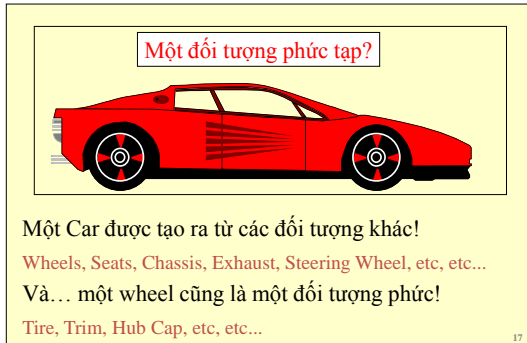 Một đối tượng phức tạp?
Một Car được tạo ra từ các đối tượng khác!
Wheels, Seats, Chassis, Exhaust, Steering Wheel, etc, etc...
Và… một wheel cũng là một đối tượng phức!
Tire, Trim, Hub Cap, etc, etc...
17